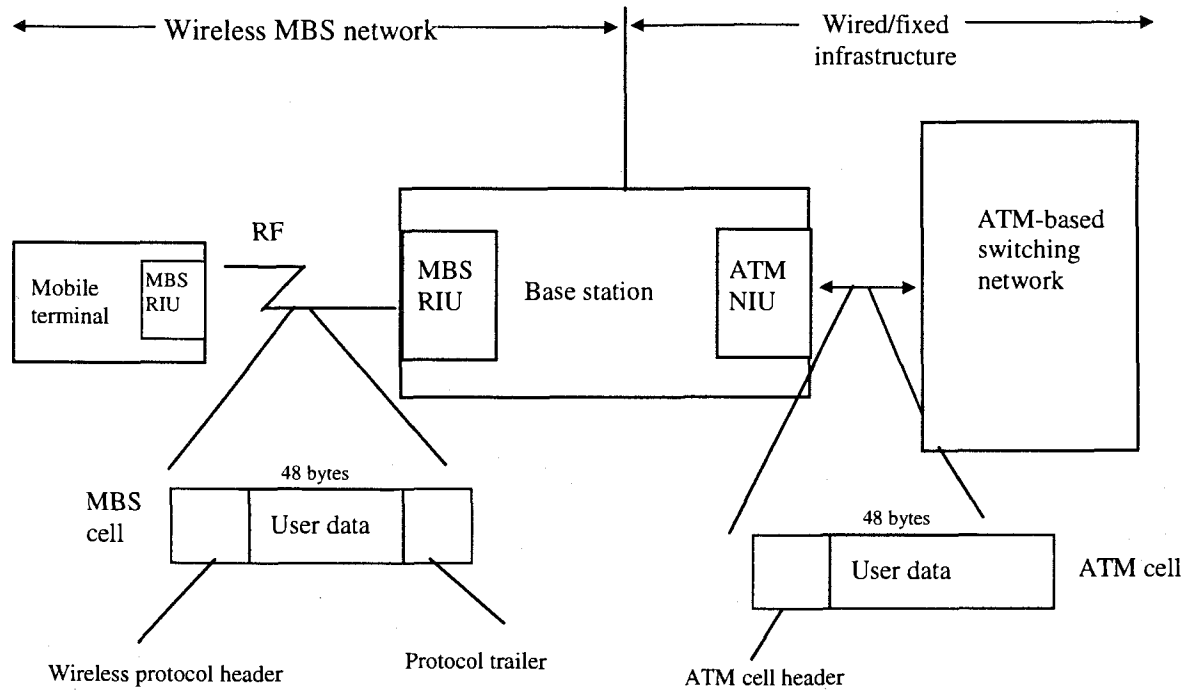 Wireless MBS network
Wired/fixed
infrastructure
RF
Mobile
terminal
MBS
RIU
MBS
RIU
Base station
ATM
NIU
ATM-based
switching
network
MBS
cell
48 bytes
User data
48 bytes
User data
ATM cell
Wireless protocol header
Protocol trailer
ATM cell header